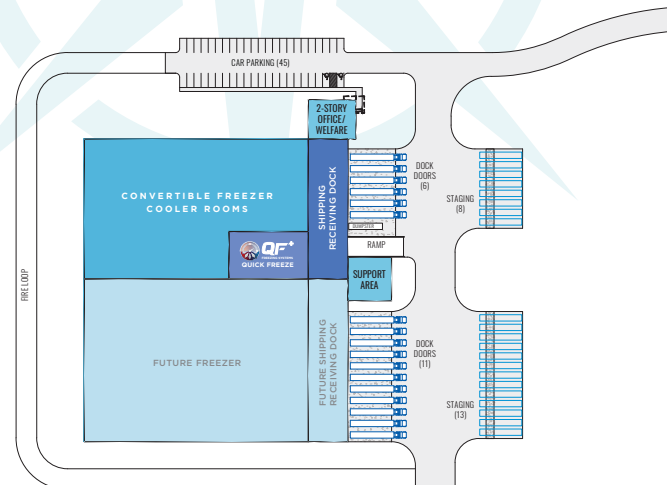 CAR PARKING (45)
2-STORY
OFFICE/
WELFARE
CONVERTIBLE FREEZER
COOLER ROOMS
SHIPPING
RECEIVING DOCK
DOCK
DOORS
(6)
STAGING
(8)
DUMPSTER
RAMP
QF+
FREEZING SYSTEMS
QUICK FREEZE
SUPPORT
AREA
FIRE LOOP
FUTURE FREEZER
FUTURE SHIPPING
RECEIVING DOCK
DOCK
DOORS
(11)
STAGING
(13)